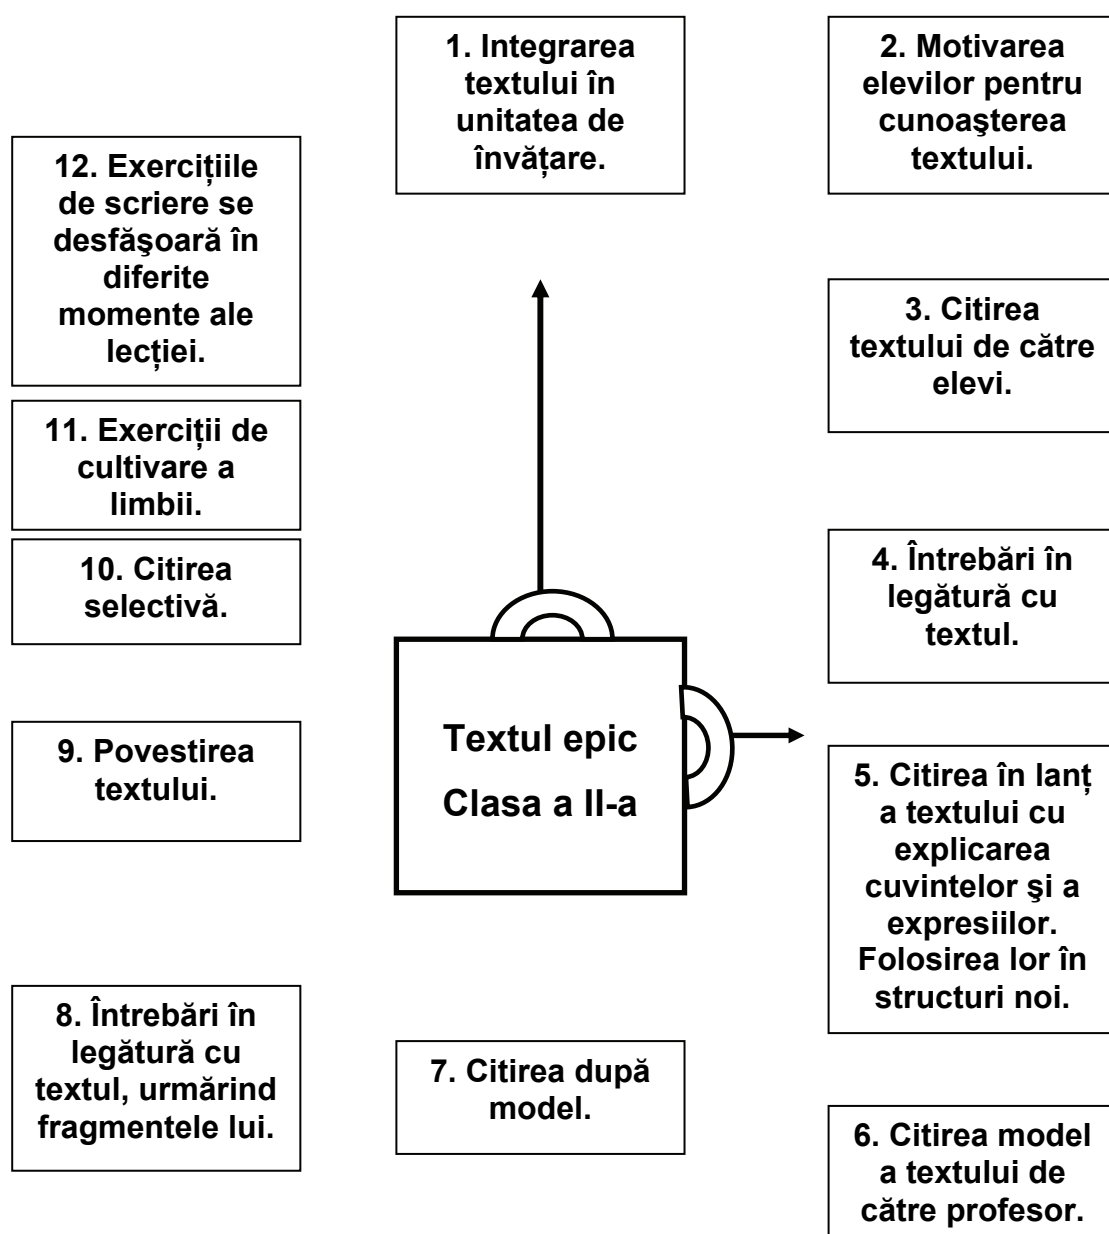 1. Integrarea
textului în
unitatea de
învățare.
2. Motivarea
elevilor pentru
cunoaşterea
textului.
3. Citirea
textului de către
elevi.
4. Întrebări în
legătură cu
textul.
5. Citirea în lanț
a textului cu
explicarea
cuvintelor şi a
expresiilor.
Folosirea lor în
structuri noi.
6. Citirea model
a textului de
către profesor.
7. Citirea după
model.
8. Întrebări în
legătură cu
textul, urmărind
fragmentele lui.
9. Povestirea
textului.
10. Citirea
selectivă.
11. Exerciții de
cultivare a
limbii.
12. Exercițiile
de scriere se
desfăşoară în
diferite
momente ale
lecției.
Textul epic
Clasa a II-a